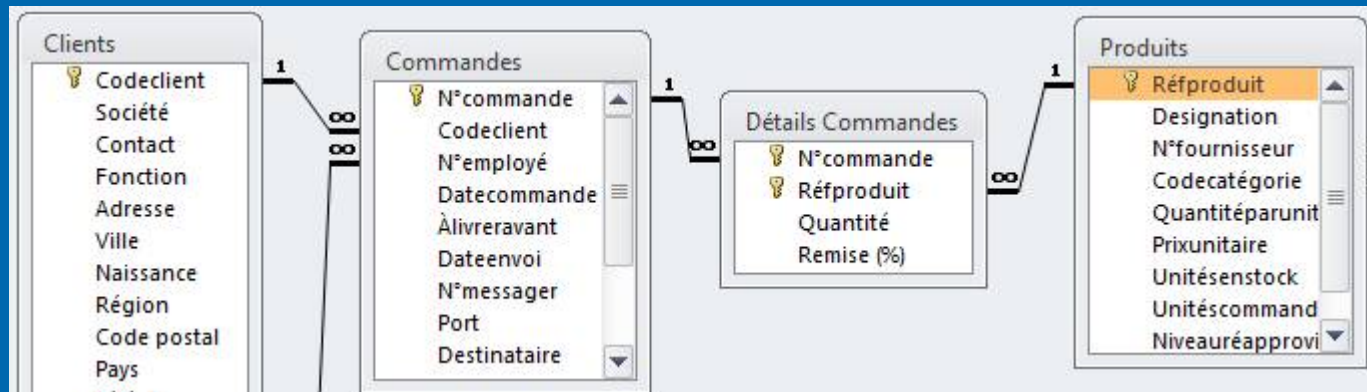 Clients
Codeclient
Société
Contact
Fonction
Adresse
Ville
Naissance
Région
Code postal
Pays
1
∞
∞
Commandes
N°commande
Codeclient
N°employé
Datecommande
Àlivreravant
Dateenvoi
N°messager
Port
Destinataire
1
∞
Détails Commandes
N°commande
Réfproduit
Quantité
Remise (%)
∞
1
Produits
Réfproduit
Designation
N°fournisseur
Codecatégorie
Quantitéparunit
Prixunitaire
Unitésenstock
Unitéscommand
Niveauréapprovi